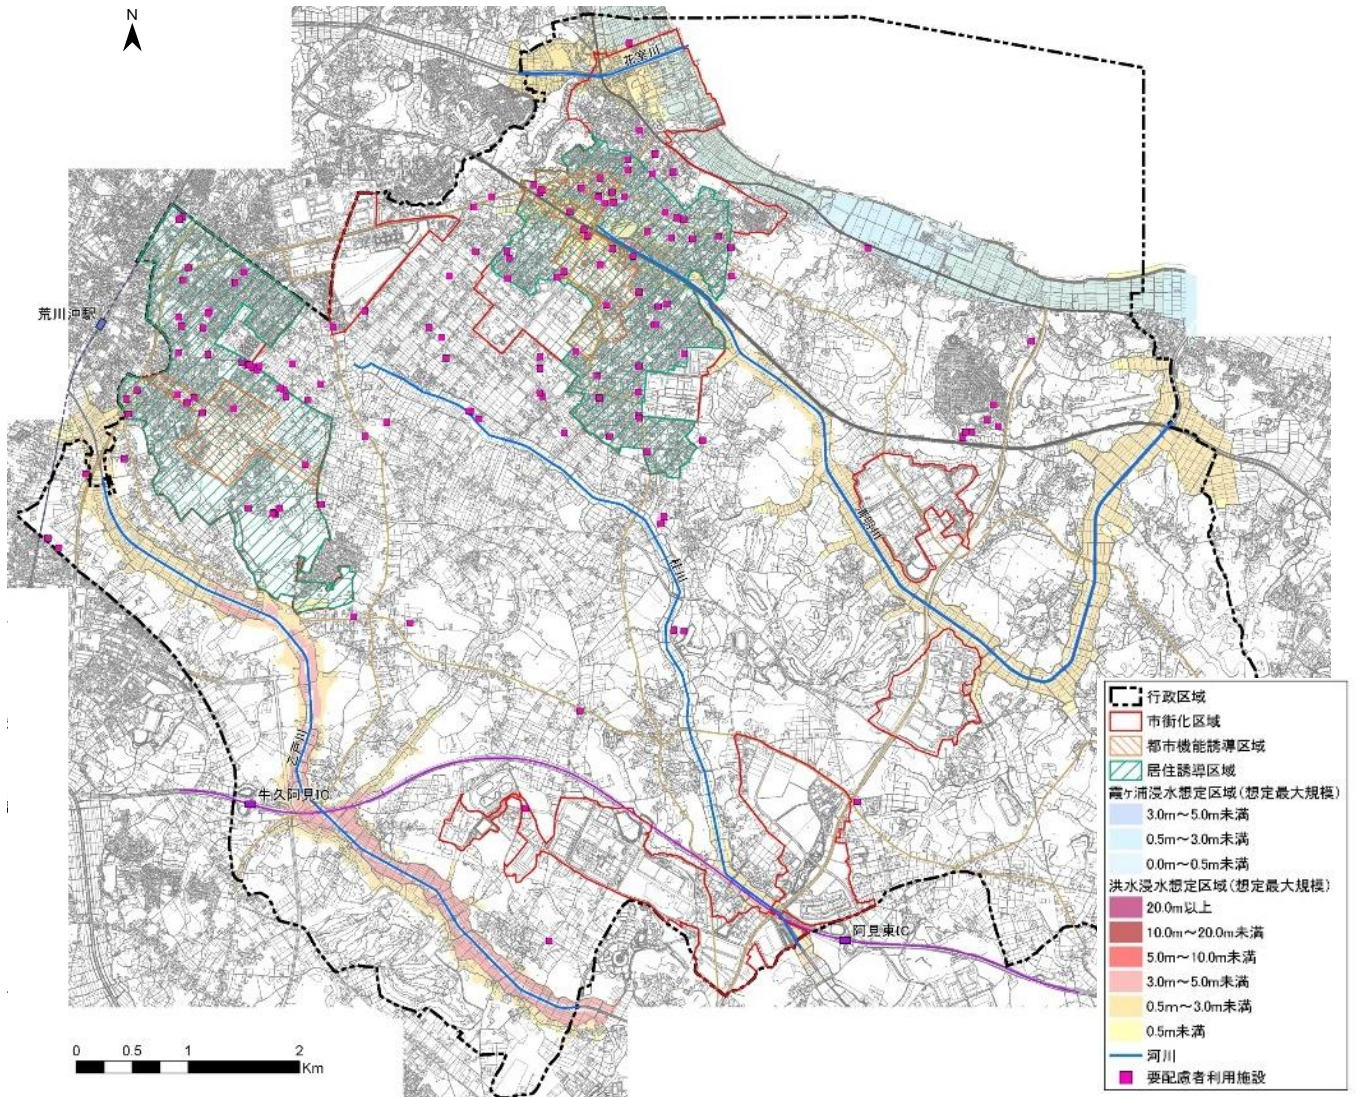 N
花室川
荒川沖駅
清明川
桂川
乙戸川
牛久阿見IC
阿見東IC
行政区域
市街化区域
都市機能誘導区域
居住誘導区域
霞ヶ浦浸水想定区域(想定最大規模)
3.0m～5.0m未満
0.5m～3.0m未満
0.0m～0.5m未満
洪水浸水想定区域(想定最大規模)
20.0m以上
10.0m～20.0m未満
5.0m～10.0m未満
3.0m～5.0m未満
0.5m～3.0m未満
0.5m未満
河川
要配慮者利用施設
0 0.5 1 2
Km